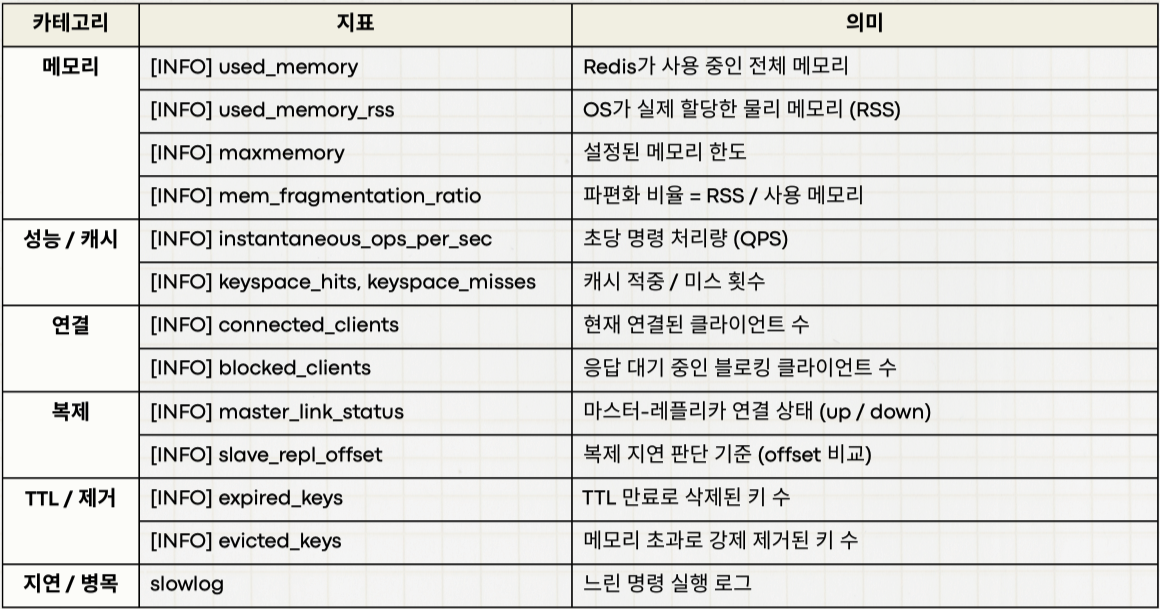 카테고리 지표 의미
메모리 [INFO] used_memory Redis가 사용 중인 전체 메모리
[INFO] used_memory_rss OS가 실제 할당한 물리 메모리 (RSS)
[INFO] maxmemory 설정된 메모리 한도
[INFO] mem_fragmentation_ratio 파편화 비율 = RSS / 사용 메모리
성능 / 캐시 [INFO] instantaneous_ops_per_sec 초당 명령 처리량 (QPS)
[INFO] keyspace_hits, keyspace_misses 캐시 적중 / 미스 횟수
연결 [INFO] connected_clients 현재 연결된 클라이언트 수
[INFO] blocked_clients 응답 대기 중인 블로킹 클라이언트 수
복제 [INFO] master_link_status 마스터-레플리카 연결 상태 (up / down)
[INFO] slave_repl_offset 복제 지연 판단 기준 (offset 비교)
TTL / 제거 [INFO] expired_keys TTL 만료로 삭제된 키 수
[INFO] evicted_keys 메모리 초과로 강제 제거된 키 수
지연 / 병목 slowlog 느린 명령 실행 로그